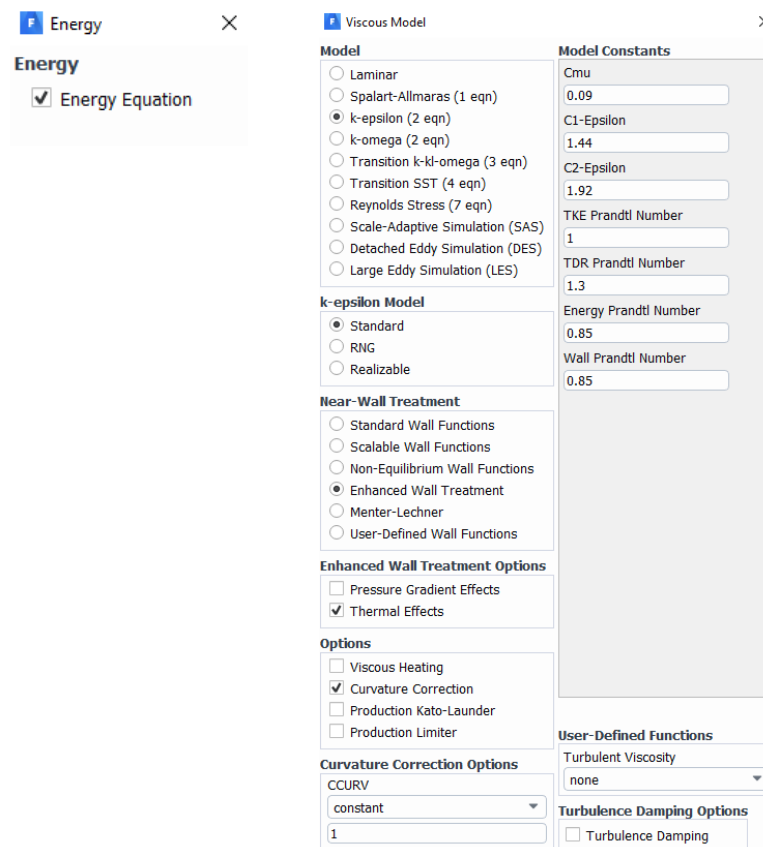 Energy
Energy
Energy Equation
Viscous Model
Model
Laminar
Spalart-Allmaras (1 eqn)
k-epsilon (2 eqn)
k-omega (2 eqn)
Transition k-kl-omega (3 eqn)
Transition SST (4 eqn)
Reynolds Stress (7 eqn)
Scale-Adaptive Simulation (SAS)
Detached Eddy Simulation (DES)
Large Eddy Simulation (LES)
k-epsilon Model
Standard
RNG
Realizable
Near-Wall Treatment
Standard Wall Functions
Scalable Wall Functions
Non-Equilibrium Wall Functions
Enhanced Wall Treatment
Menter-Lechner
User-Defined Wall Functions
Enhanced Wall Treatment Options
Pressure Gradient Effects
Thermal Effects
Options
Viscous Heating
Curvature Correction
Production Kato-Launder
Production Limiter
Curvature Correction Options
CCURV
constant
1
Model Constants
Cmu
0.09
C1-Epsilon
1.44
C2-Epsilon
1.92
TKE Prandtl Number
1
TDR Prandtl Number
1.3
Energy Prandtl Number
0.85
Wall Prandtl Number
0.85
User-Defined Functions
Turbulent Viscosity
none
Turbulence Damping Options
Turbulence Damping